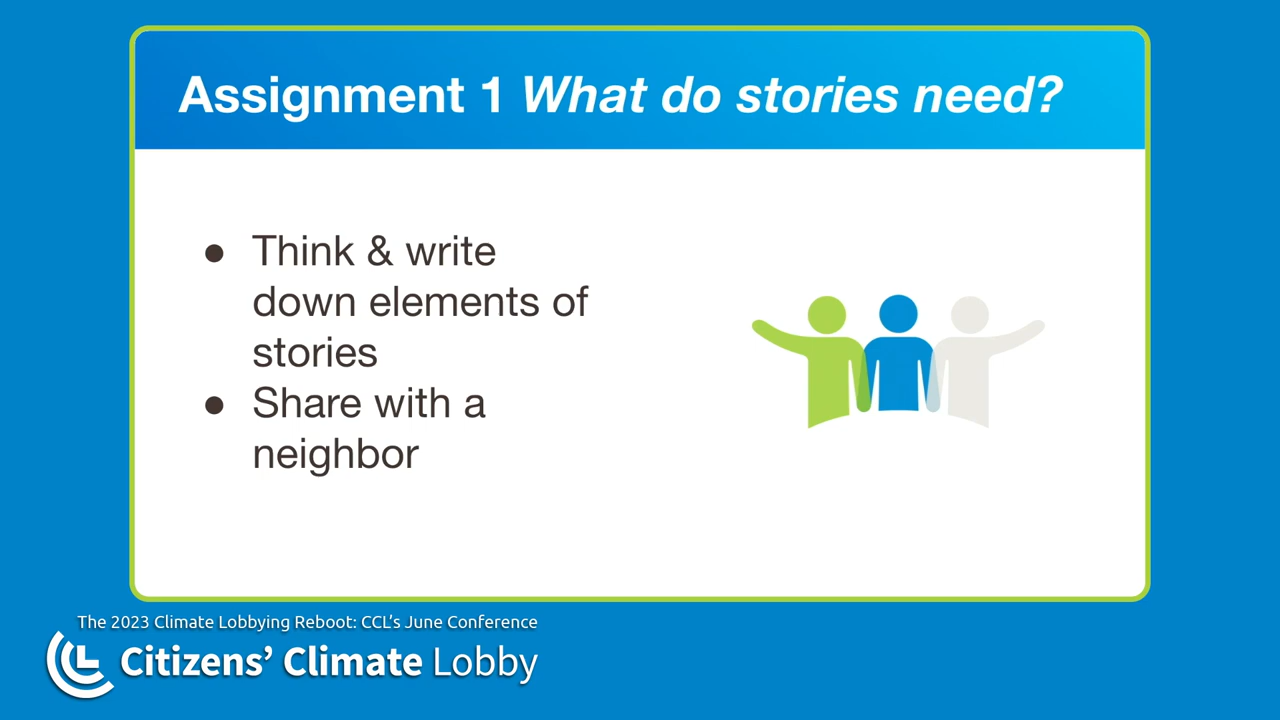 Assignment 1 What do stories need?
● Think & write
down elements of
stories
● Share with a
neighbor
The 2023 Climate Lobbying Reboot: CCL’s June Conference
Citizens’ Climate Lobby